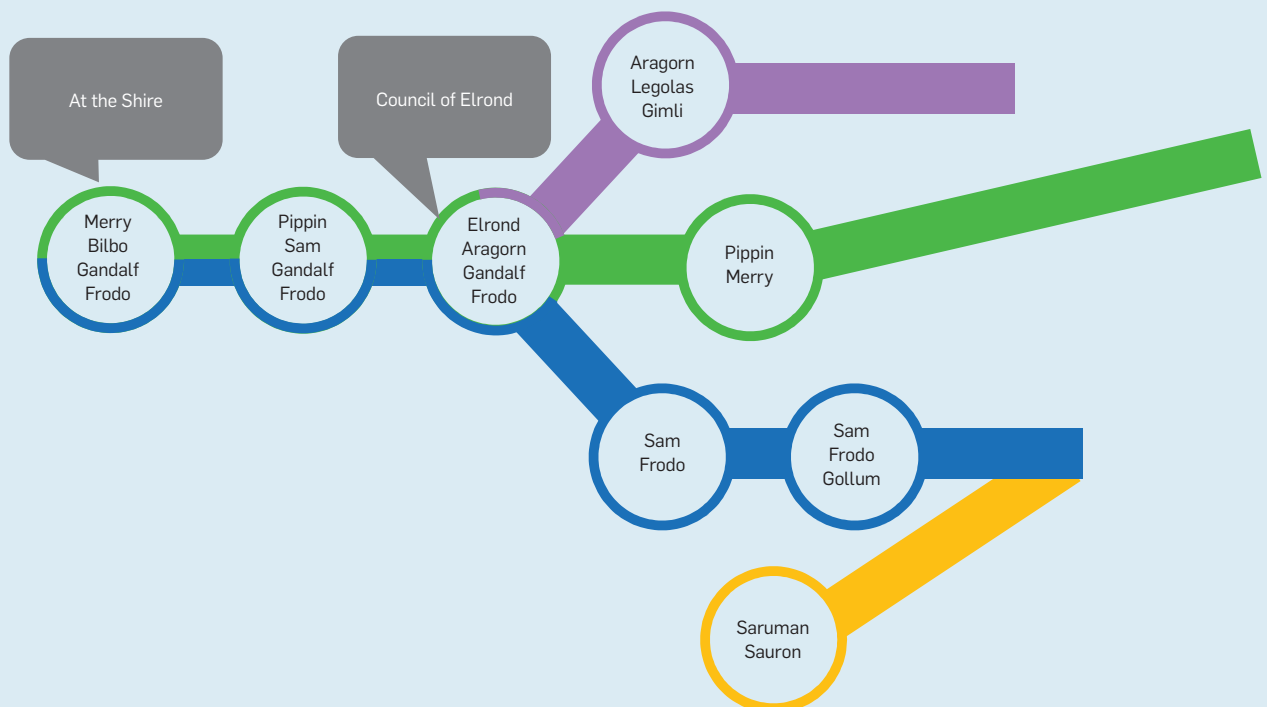 At the Shire
Council of Elrond
Aragorn
Legolas
Gimli
Merry
Bilbo
Gandalf
Frodo
Pippin
Sam
Gandalf
Frodo
Elrond
Aragorn
Gandalf
Frodo
Pippin
Merry
Sam
Frodo
Sam
Frodo
Gollum
Saruman
Sauron